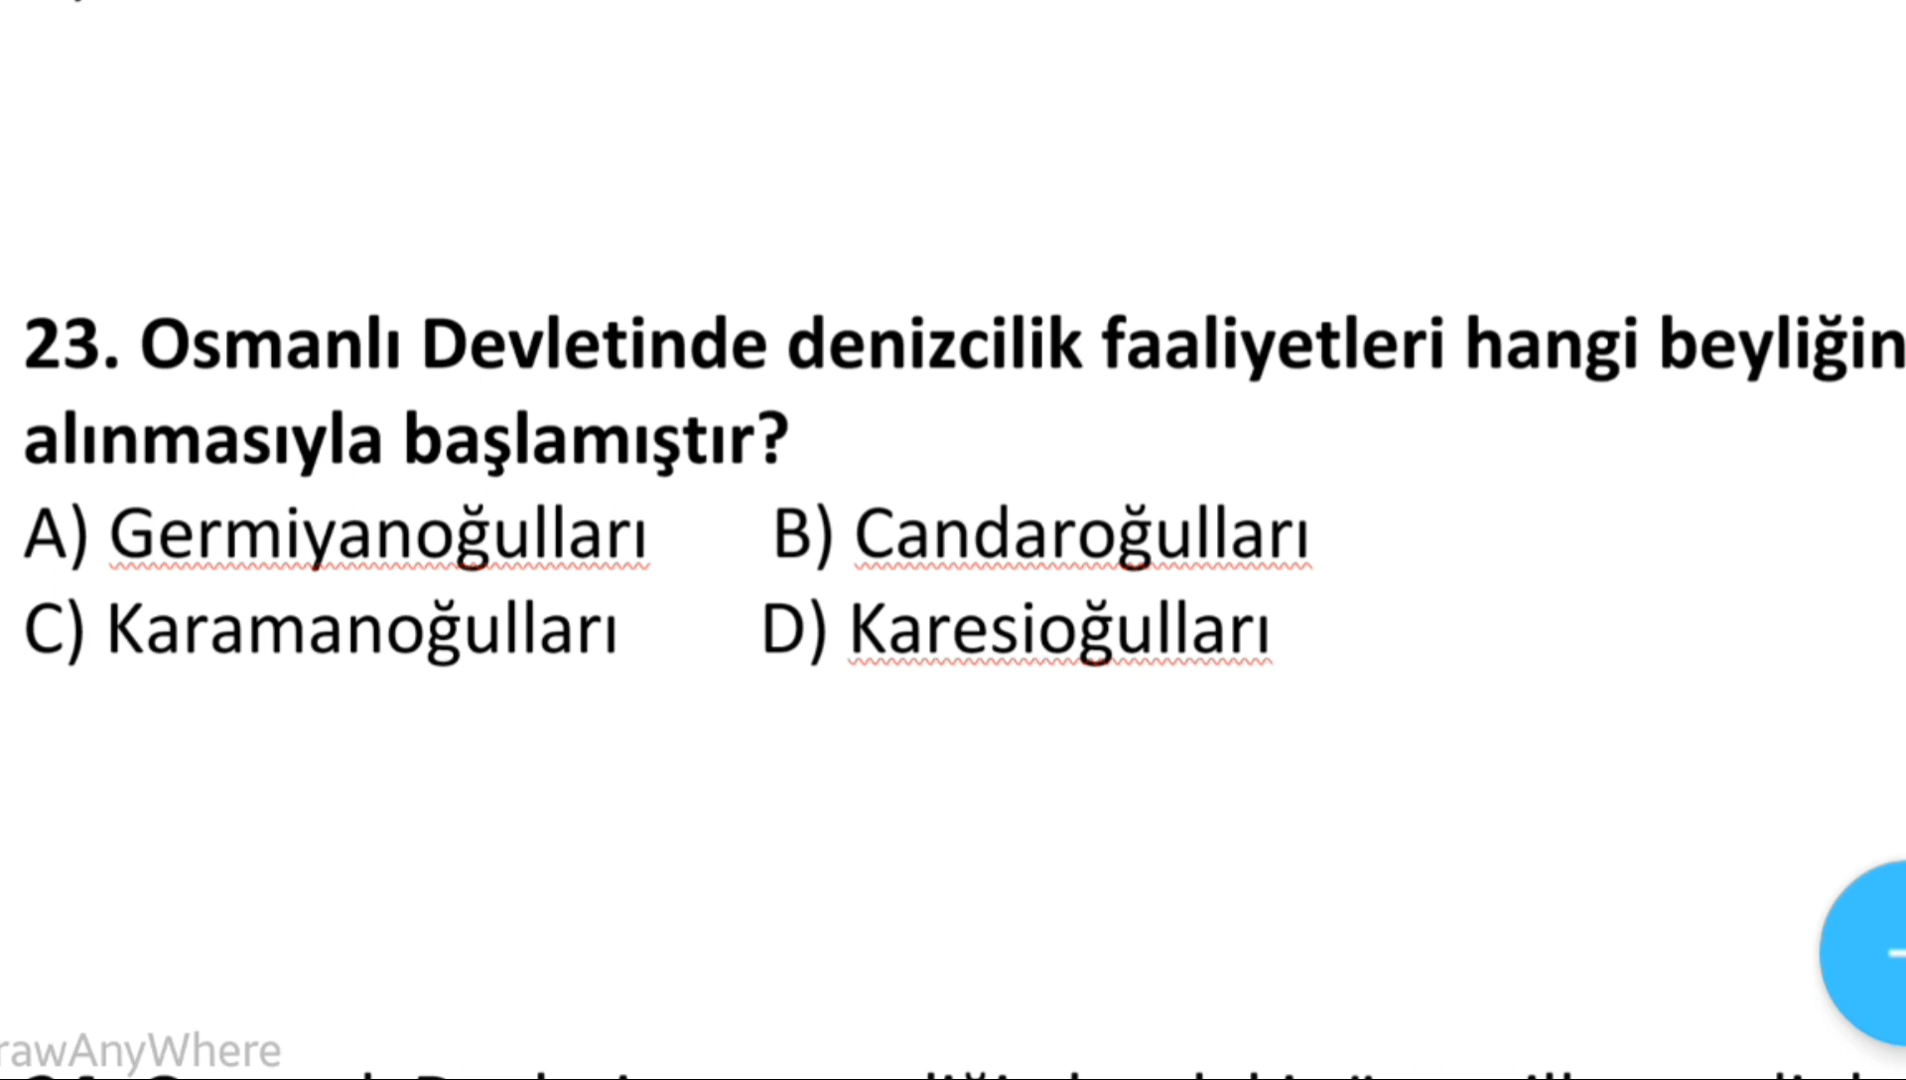 23. Osmanlı Devletinde denizcilik faaliyetleri hangi beyliğin
alınmasıyla başlamıştır?
A) Germiyanoğulları B) Candaroğulları
C) Karamanoğulları D) Karesioğulları
rawAnyWhere